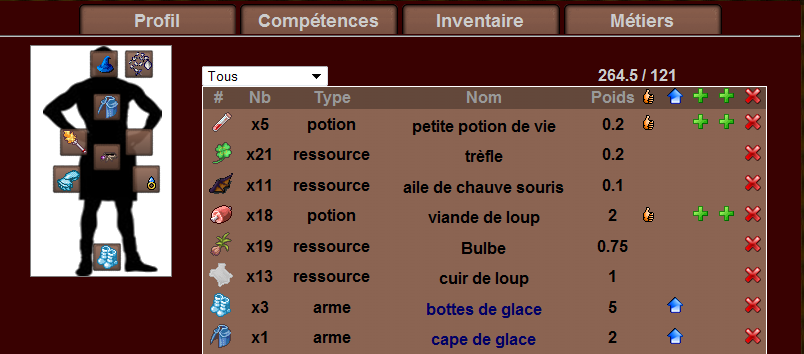 Profil Compétences Inventaire Métiers
Tous 264.5 / 121
# Nb Type Nom Poids
x5 potion petite potion de vie 0.2
x21 ressource trèfle 0.2
x11 ressource aile de chauve souris 0.1
x18 potion viande de loup 2
x19 ressource Bulbe 0.75
x13 ressource cuir de loup 1
x3 arme bottes de glace 5
x1 arme cape de glace 2